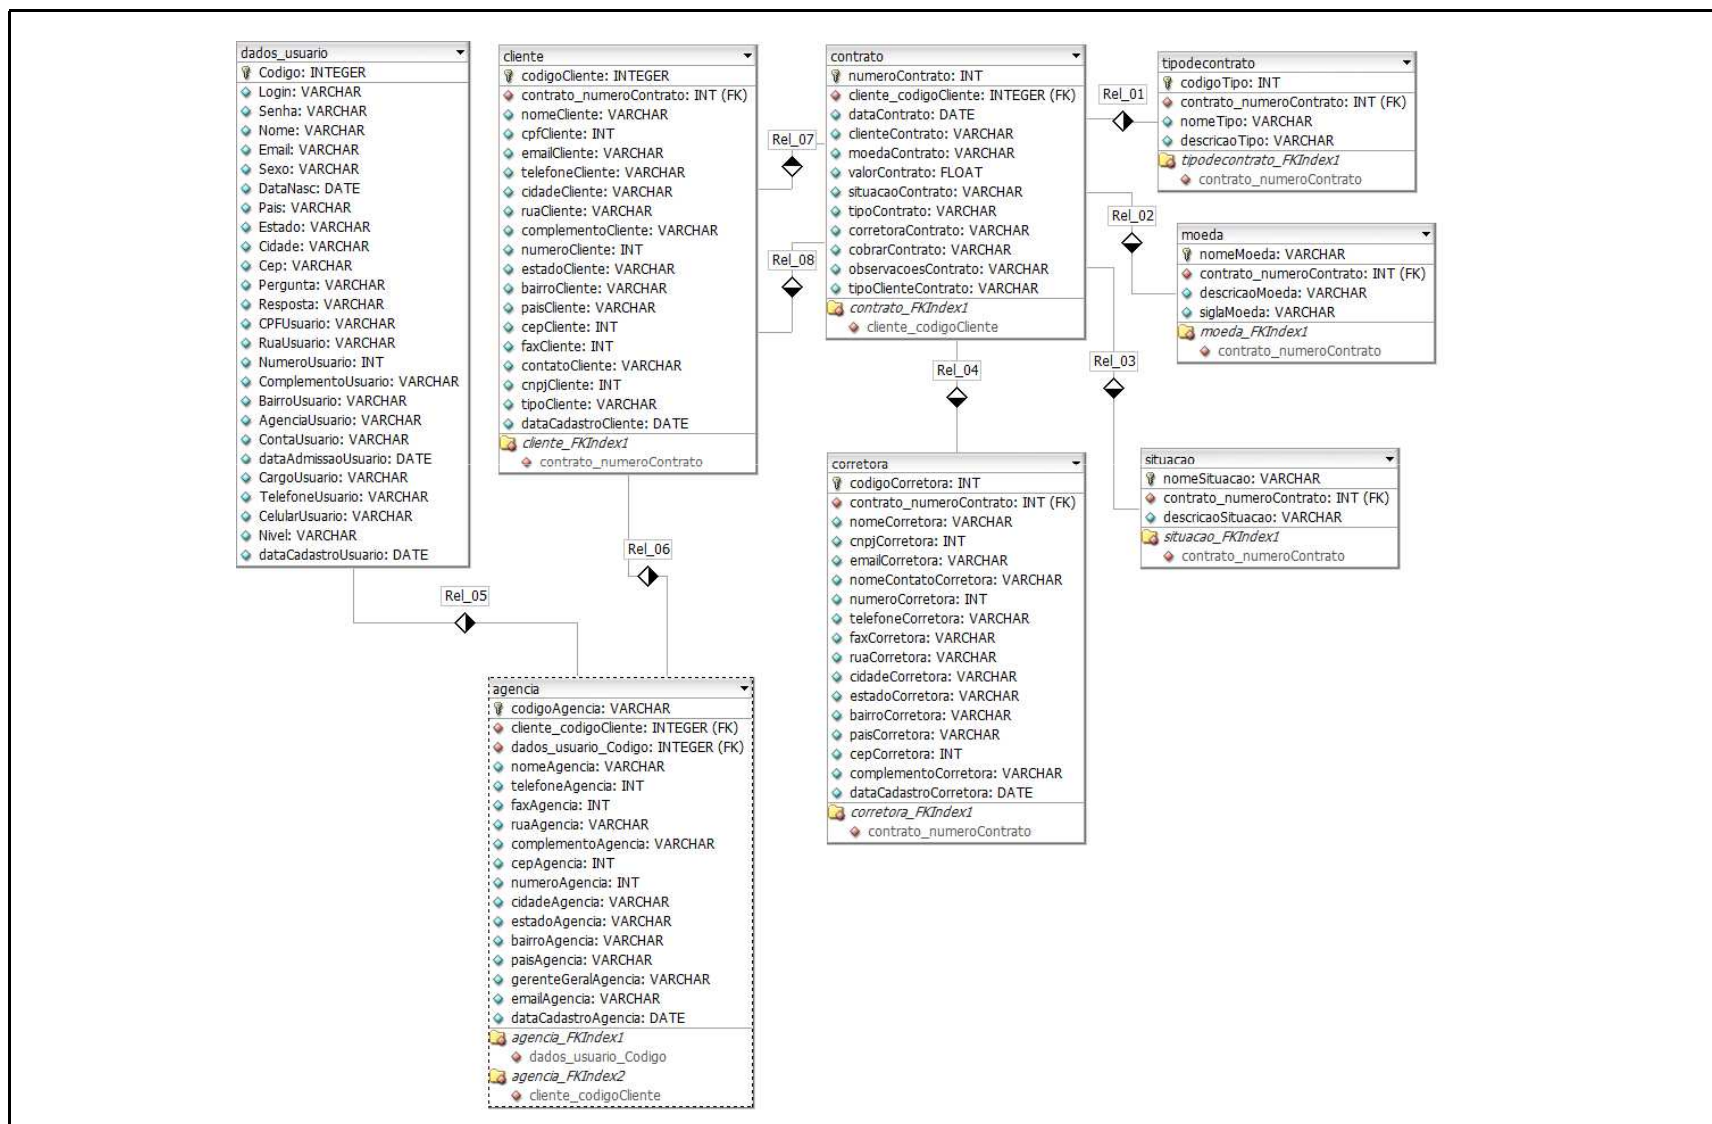 dados_usuario
Codigo: INTEGER
Login: VARCHAR
Senha: VARCHAR
Nome: VARCHAR
Email: VARCHAR
Sexo: VARCHAR
DataNasc: DATE
Pais: VARCHAR
Estado: VARCHAR
Cidade: VARCHAR
Cep: VARCHAR
Pergunta: VARCHAR
Resposta: VARCHAR
CPFUsuario: VARCHAR
RuaUsuario: VARCHAR
NumeroUsuario: INT
ComplementoUsuario: VARCHAR
BairroUsuario: VARCHAR
AgenciaUsuario: VARCHAR
ContaUsuario: VARCHAR
dataAdmissaoUsuario: DATE
CargoUsuario: VARCHAR
TelefoneUsuario: VARCHAR
CelularUsuario: VARCHAR
Nivel: VARCHAR
dataCadastroUsuario: DATE
cliente
codigoCliente: INTEGER
contrato_numeroContrato: INT (FK)
nomeCliente: VARCHAR
cpfCliente: INT
emailCliente: VARCHAR
telefoneCliente: VARCHAR
cidadeCliente: VARCHAR
ruaCliente: VARCHAR
complementoCliente: VARCHAR
numeroCliente: INT
estadoCliente: VARCHAR
bairroCliente: VARCHAR
paisCliente: VARCHAR
cepCliente: INT
faxCliente: INT
contatoCliente: VARCHAR
cnpjCliente: INT
tipoCliente: VARCHAR
dataCadastroCliente: DATE
cliente_FKIndex1
contrato_numeroContrato
Rel_07
Rel_08
contrato
numeroContrato: INT
cliente_codigoCliente: INTEGER (FK)
dataContrato: DATE
clienteContrato: VARCHAR
moedaContrato: VARCHAR
valorContrato: FLOAT
situacaoContrato: VARCHAR
tipoContrato: VARCHAR
corretoraContrato: VARCHAR
cobrarContrato: VARCHAR
observacoesContrato: VARCHAR
tipoClienteContrato: VARCHAR
contrato_FKIndex1
cliente_codigoCliente
Rel_01
tipodecontrato
codigoTipo: INT
contrato_numeroContrato: INT (FK)
nomeTipo: VARCHAR
descricaoTipo: VARCHAR
tipodecontrato_FKIndex1
contrato_numeroContrato
Rel_02
moeda
nomeMoeda: VARCHAR
contrato_numeroContrato: INT (FK)
descricaoMoeda: VARCHAR
siglaMoeda: VARCHAR
moeda_FKIndex1
contrato_numeroContrato
Rel_03
Rel_04
situacao
nomeSituacao: VARCHAR
contrato_numeroContrato: INT (FK)
descricaoSituacao: VARCHAR
situacao_FKIndex1
contrato_numeroContrato
corretora
codigoCorretora: INT
contrato_numeroContrato: INT (FK)
nomeCorretora: VARCHAR
cnpjCorretora: INT
emailCorretora: VARCHAR
nomeContatoCorretora: VARCHAR
numeroCorretora: INT
telefoneCorretora: VARCHAR
faxCorretora: VARCHAR
ruaCorretora: VARCHAR
cidadeCorretora: VARCHAR
estadoCorretora: VARCHAR
bairroCorretora: VARCHAR
paisCorretora: VARCHAR
cepCorretora: INT
complementoCorretora: VARCHAR
dataCadastroCorretora: DATE
corretora_FKIndex1
contrato_numeroContrato
Rel_06
Rel_05
agencia
codigoAgencia: VARCHAR
cliente_codigoCliente: INTEGER (FK)
dados_usuario_Codigo: INTEGER (FK)
nomeAgencia: VARCHAR
telefoneAgencia: INT
faxAgencia: INT
ruaAgencia: VARCHAR
complementoAgencia: VARCHAR
cepAgencia: INT
numeroAgencia: INT
cidadeAgencia: VARCHAR
estadoAgencia: VARCHAR
bairroAgencia: VARCHAR
paisAgencia: VARCHAR
gerenteGeralAgencia: VARCHAR
emailAgencia: VARCHAR
dataCadastroAgencia: DATE
agencia_FKIndex1
dados_usuario_Codigo
agencia_FKIndex2
cliente_codigoCliente